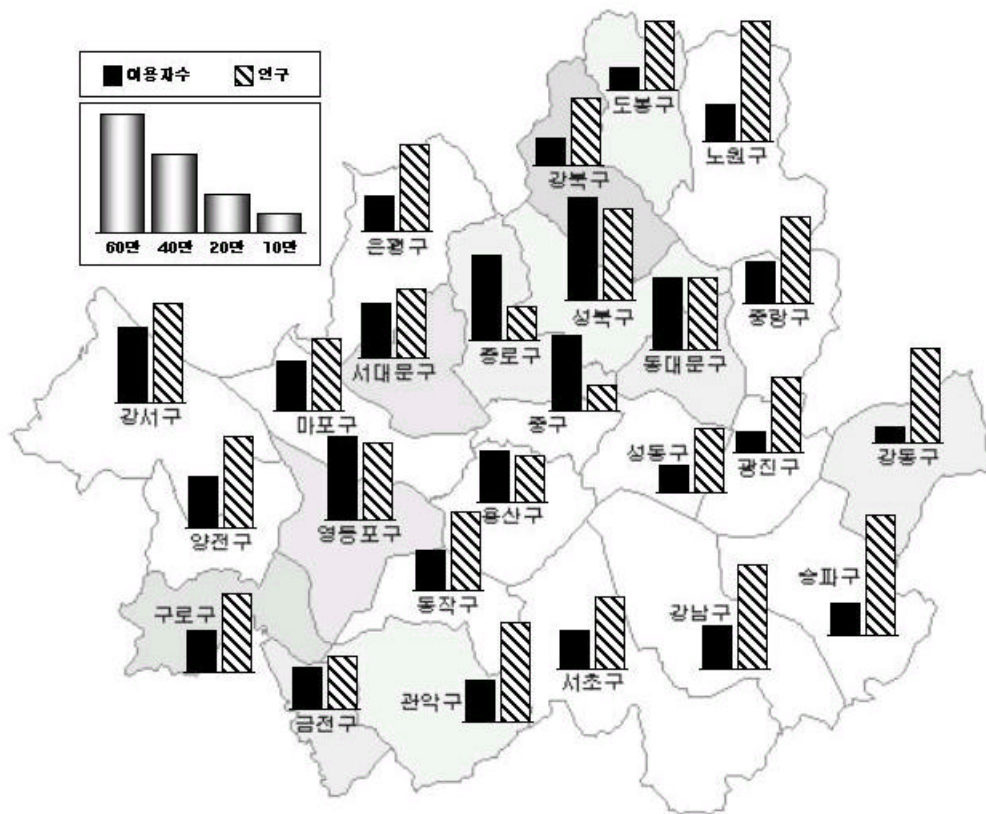 이용자수 인구
60만 40만 20만 10만
도봉구
노원구
강북구
은평구
성북구
중랑구
종로구
서대문구
동대문구
강서구
마포구
중구
성동구
광진구
강동구
양전구
영등포구
용산구
동작구
송파구
구로구
강남구
서초구
관악구
금전구